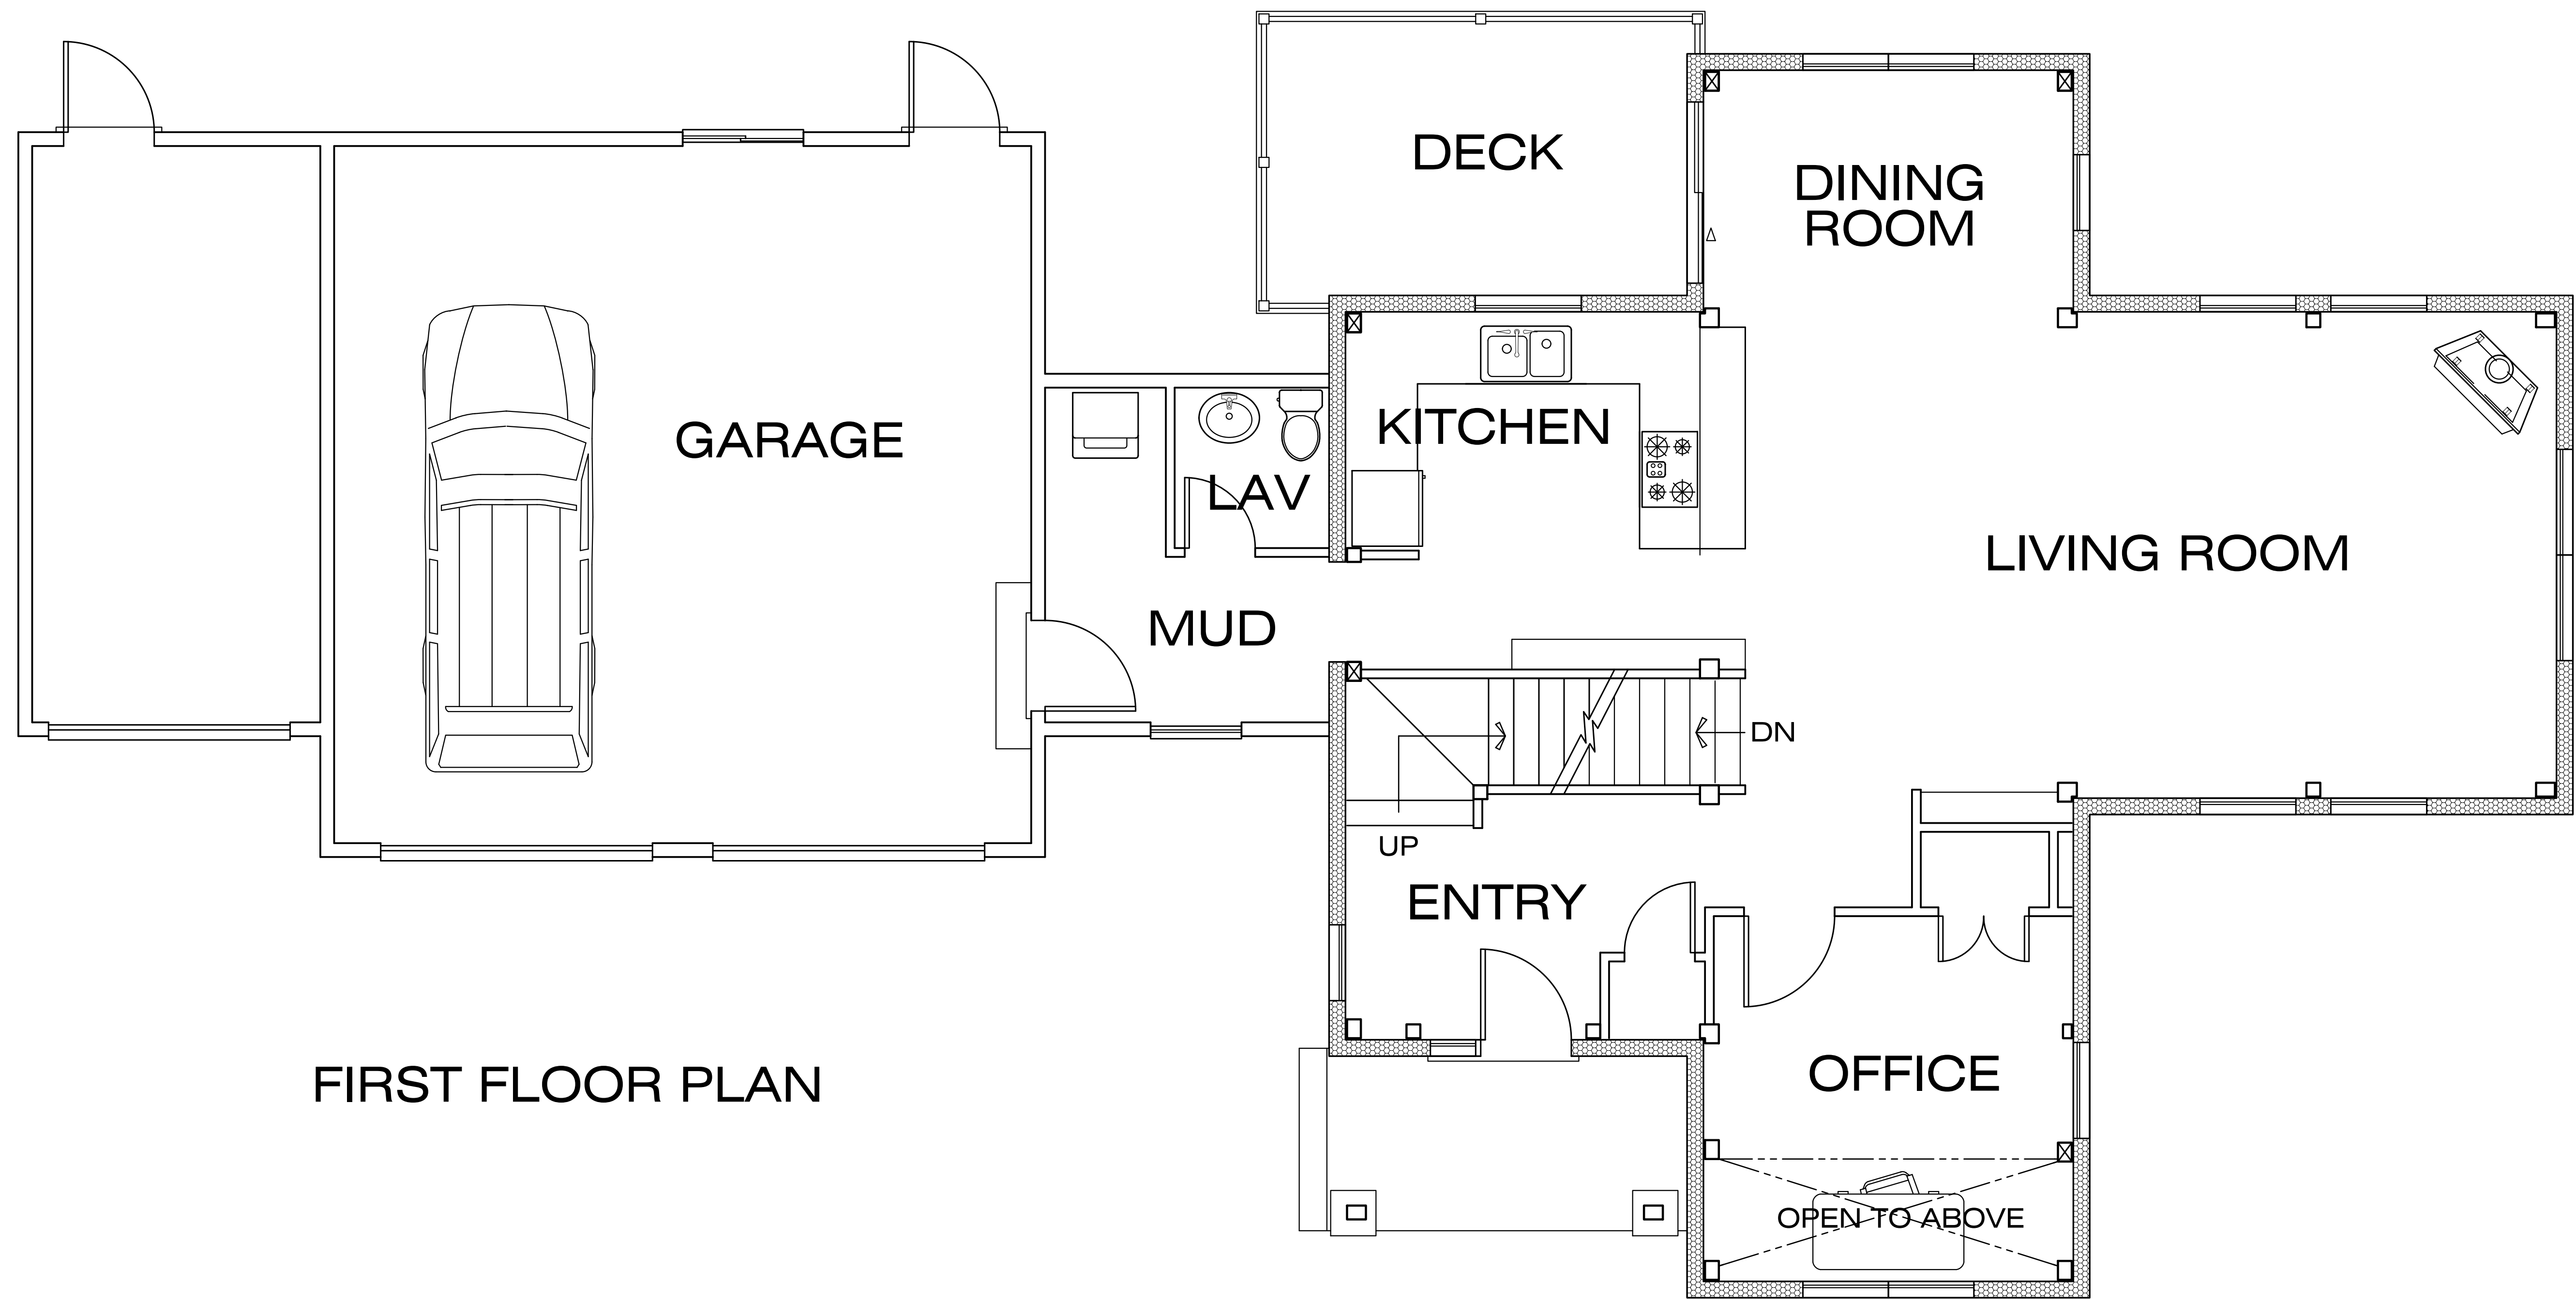 DECK
DINING
ROOM
GARAGE
KITCHEN
LAV
LIVING ROOM
MUD
DN
UP
ENTRY
FIRST FLOOR PLAN
OFFICE
OPEN TO ABOVE